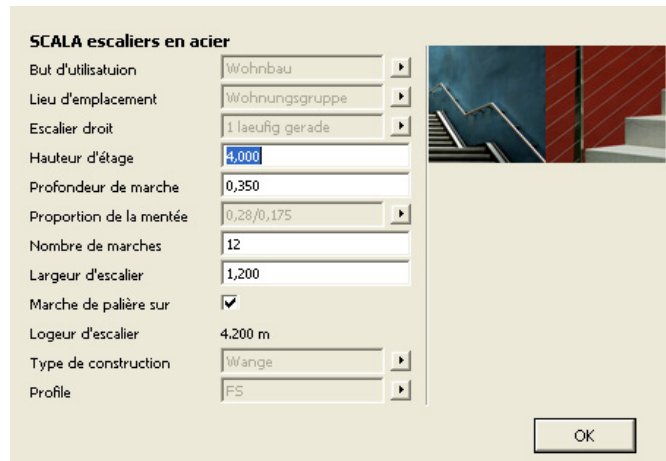 SCALA escaliers en acier
But d'utilisatuion Wohnbau
Lieu d'emplacement Wohnungsgruppe
Escalier droit 1 laeufig gerade
Hauteur d'étage 4,000
Profondeur de marche 0,350
Proportion de la mentée 0,28/0,175
Nombre de marches 12
Largeur d'escalier 1,200
Marche de palière sur
Logeur d'escalier 4.200 m
Type de construction Wange
Profile FS
OK